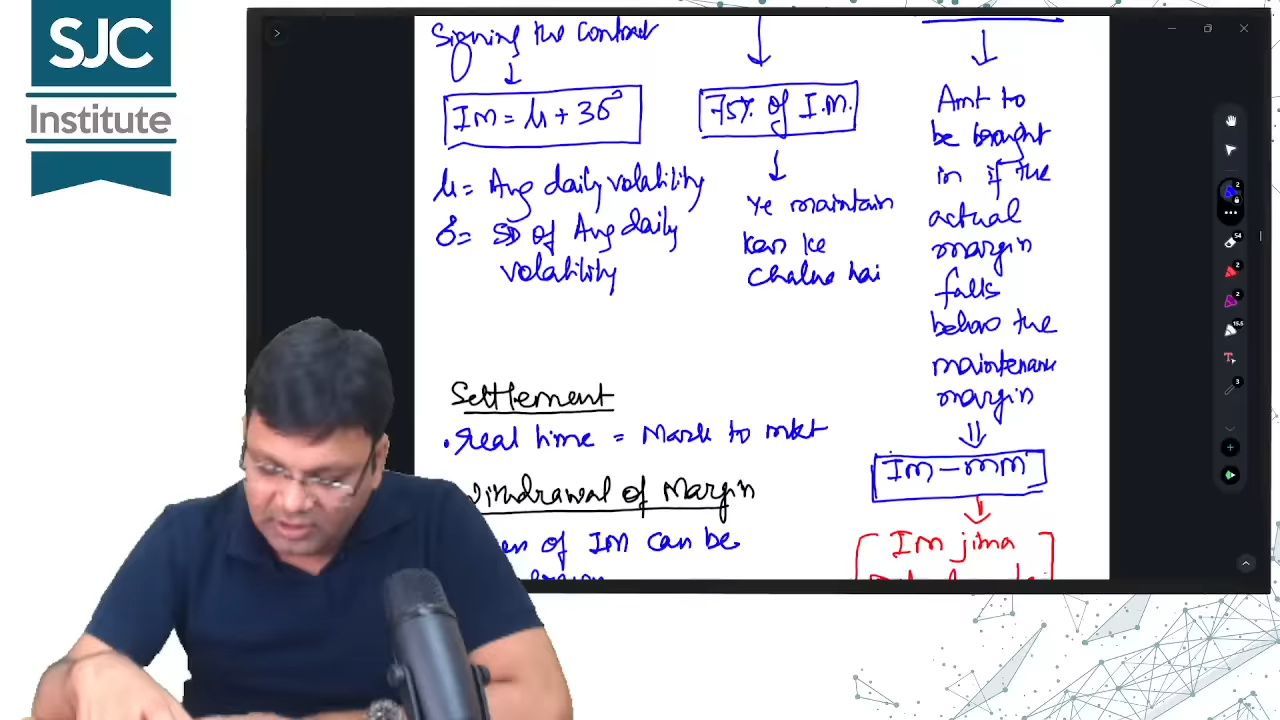 SJC
Institute
Signing the contract
IM = μ + 3σ
μ = Avg daily volatility
σ = SD of Avg daily
volatility
75% of I.M.
Ye maintain
kar ke
chalna hai
Amt to
be brought
in if the
actual
margin
falls
below the
maintenance
margin
IM - MM
IM jitna
Settlement
• Real time = Mark to mkt
Withdrawal of Margin
of IM can be